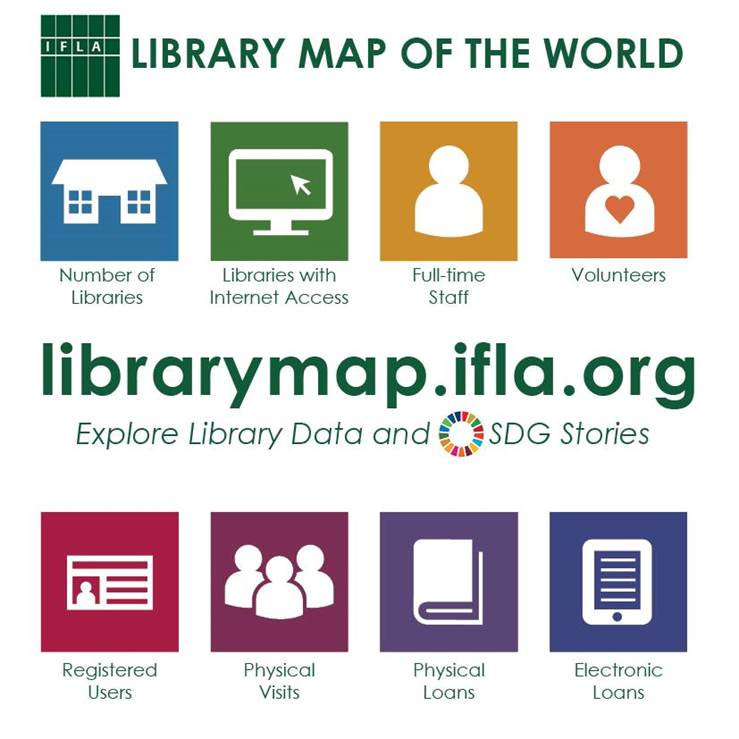 IFLA LIBRARY MAP OF THE WORLD
Number of
Libraries
Libraries with
Internet Access
Full-time
Staff
Volunteers
librarymap.ifla.org
Explore Library Data and SDG Stories
Registered
Users
Physical
Visits
Physical
Loans
Electronic
Loans